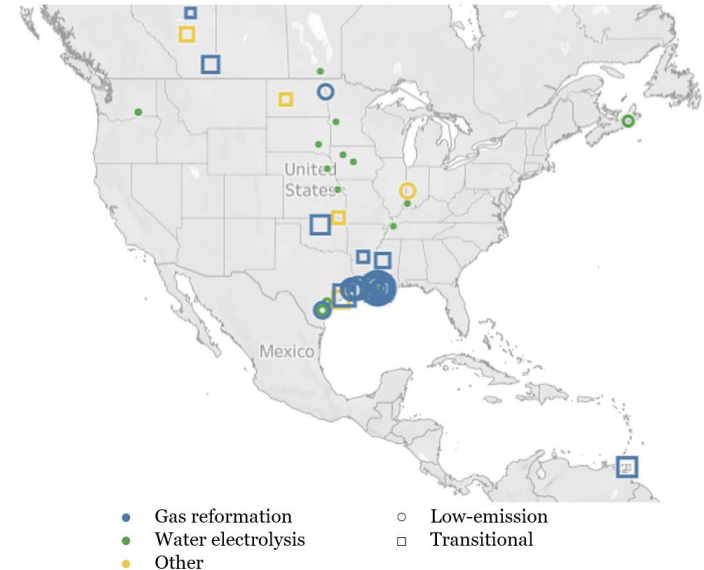 United
States
Mexico
Gas reformation
Low-emission
Water electrolysis
Transitional
Other